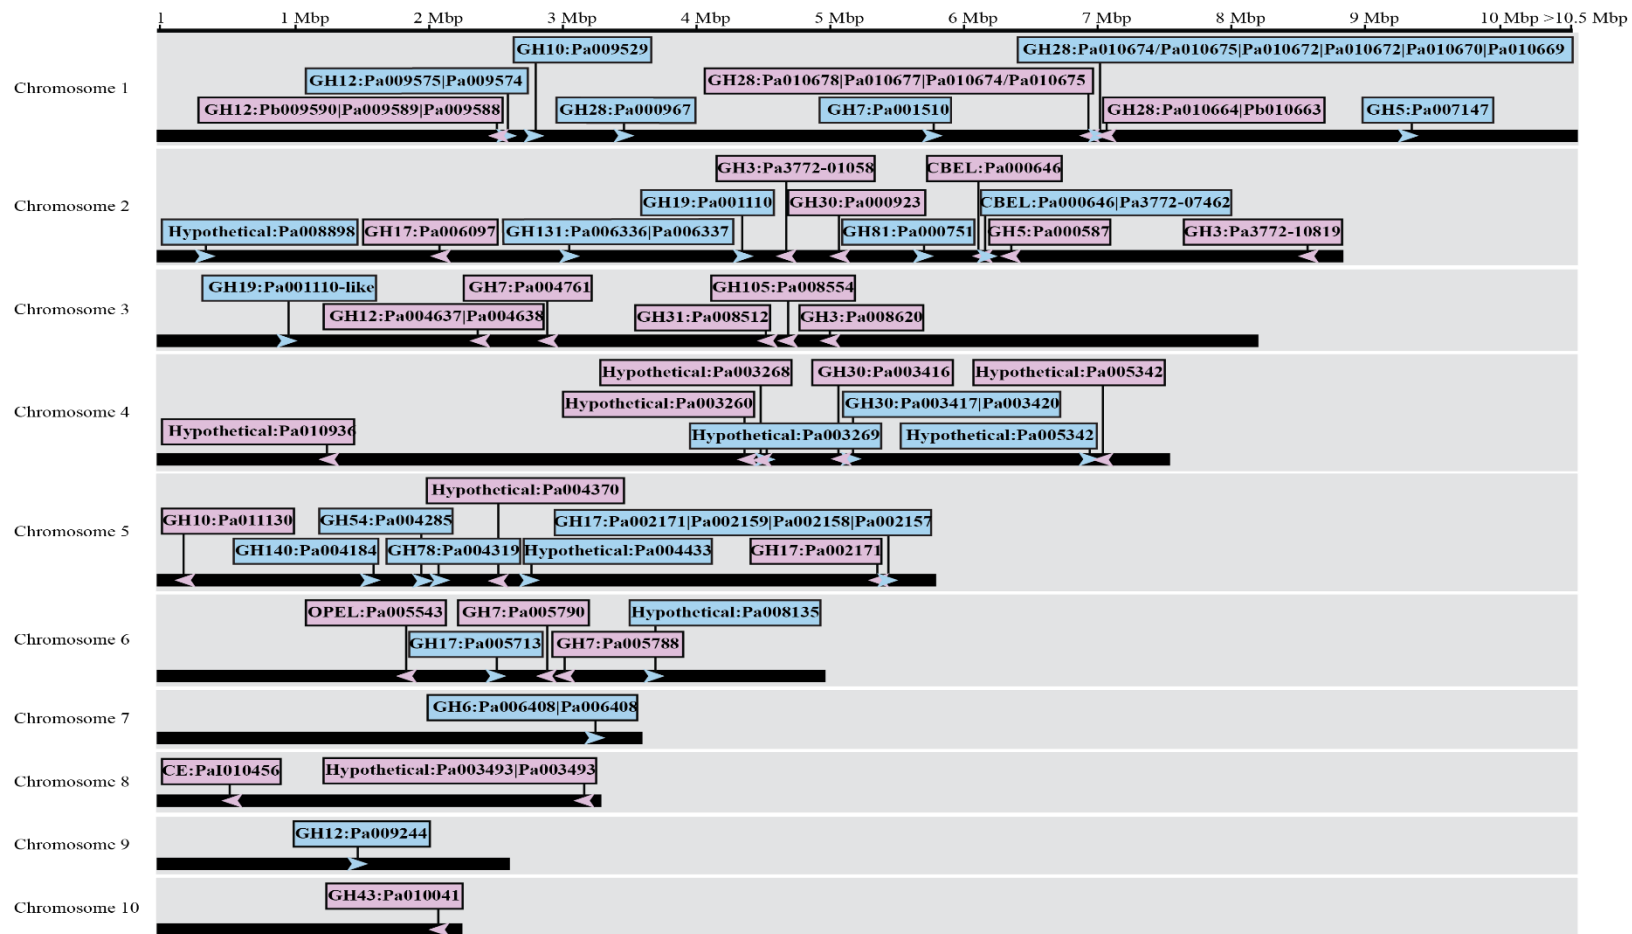 1 1 Mbp 2 Mbp 3 Mbp 4 Mbp 5 Mbp 6 Mbp 7 Mbp 8 Mbp 9 Mbp 10 Mbp >10.5 Mbp
Chromosome 1
GH10:Pa009529
GH28:Pa010674/Pa010675|Pa010672|Pa010672|Pa010670|Pa010669
GH12:Pa009575|Pa009574
GH28:Pa010678|Pa010677|Pa010674/Pa010675
GH12:Pb009590|Pa009589|Pa009588
GH28:Pa000967
GH7:Pa001510
GH28:Pa010664|Pb010663
GH5:Pa007147
Chromosome 2
GH3:Pa3772-01058
CBEL:Pa000646
GH19:Pa001110
GH30:Pa000923
CBEL:Pa000646|Pa3772-07462
Hypothetical:Pa008898
GH17:Pa006097
GH131:Pa006336|Pa006337
GH81:Pa000751
GH5:Pa000587
GH3:Pa3772-10819
Chromosome 3
GH19:Pa001110-like
GH7:Pa004761
GH105:Pa008554
GH12:Pa004637|Pa004638
GH31:Pa008512
GH3:Pa008620
Chromosome 4
Hypothetical:Pa003268
GH30:Pa003416
Hypothetical:Pa005342
Hypothetical:Pa003260
GH30:Pa003417|Pa003420
Hypothetical:Pa010936
Hypothetical:Pa003269
Hypothetical:Pa005342
Chromosome 5
Hypothetical:Pa004370
GH10:Pa011130
GH54:Pa004285
GH17:Pa002171|Pa002159|Pa002158|Pa002157
GH140:Pa004184
GH78:Pa004319
Hypothetical:Pa004433
GH17:Pa002171
Chromosome 6
OPEL:Pa005543
GH7:Pa005790
Hypothetical:Pa008135
GH17:Pa005713
GH7:Pa005788
Chromosome 7
GH6:Pa006408|Pa006408
Chromosome 8
CE:PaI010456
Hypothetical:Pa003493|Pa003493
Chromosome 9
GH12:Pa009244
Chromosome 10
GH43:Pa010041